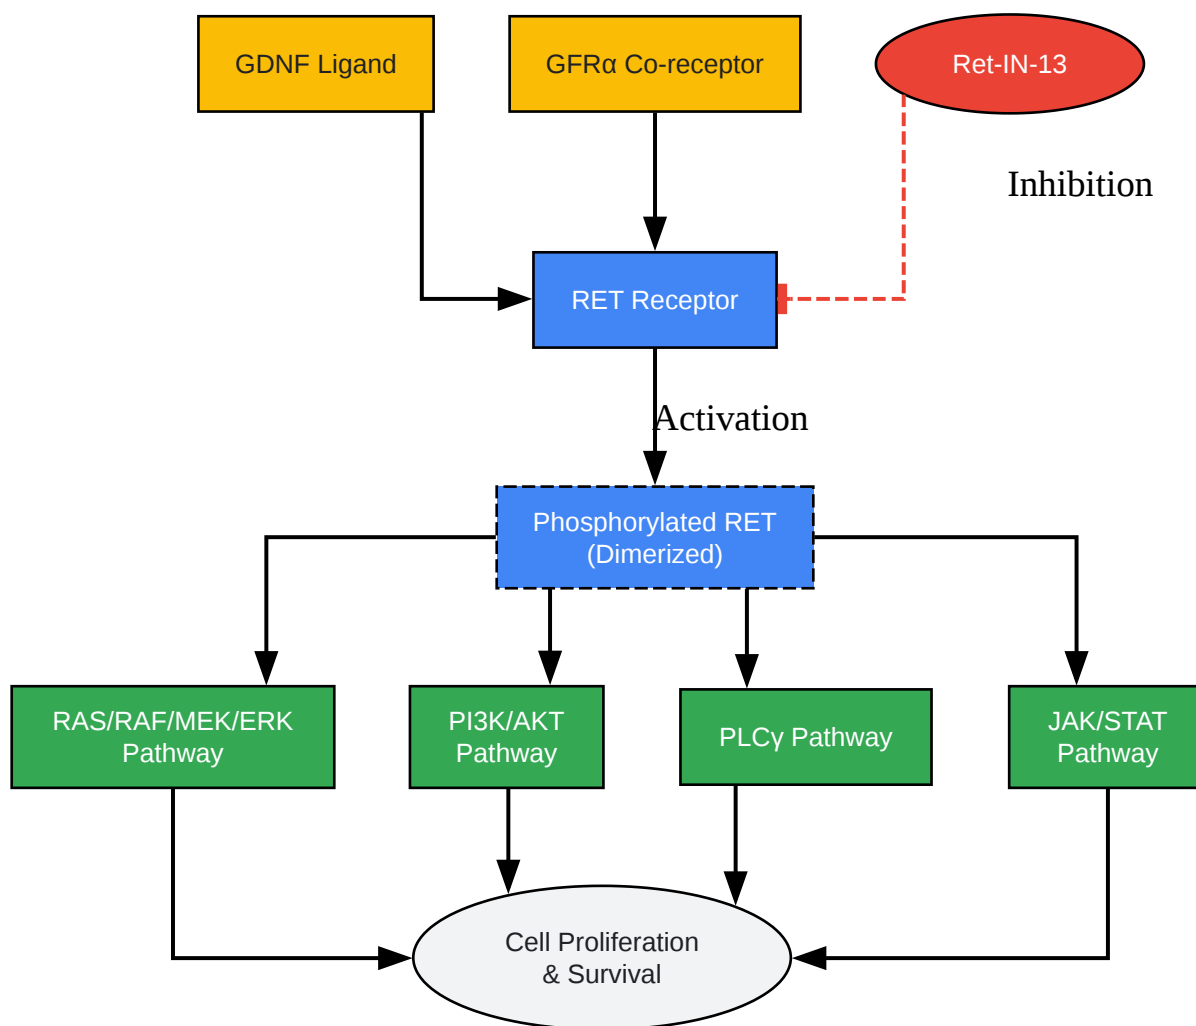 GDNF Ligand
GFRα Co-receptor
Ret-IN-13
Inhibition
RET Receptor
Activation
Phosphorylated RET
(Dimerized)
RAS/RAF/MEK/ERK
Pathway
PI3K/AKT
Pathway
PLCγ Pathway
JAK/STAT
Pathway
Cell Proliferation
& Survival